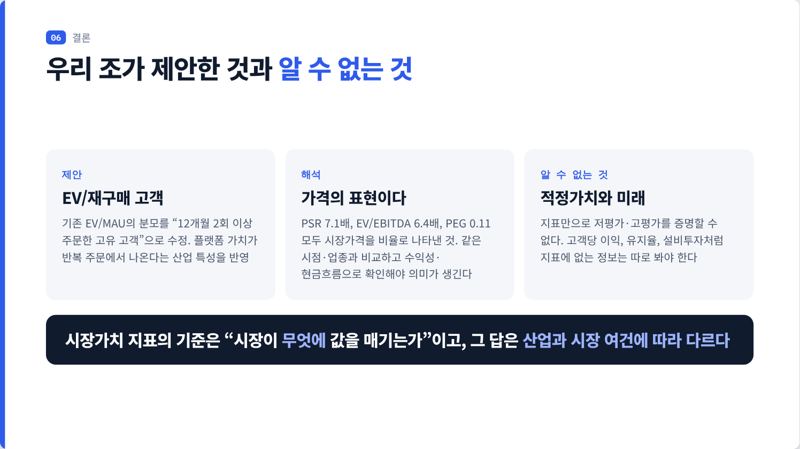 06 결론
우리 조가 제안한 것과 알 수 없는 것
제안
EV/재구매 고객
기존 EV/MAU의 분모를 “12개월 2회 이상
주문한 고유 고객”으로 수정. 플랫폼 가치가
반복 주문에서 나온다는 산업 특성을 반영
해석
가격의 표현이다
PSR 7.1배, EV/EBITDA 6.4배, PEG 0.11
모두 시장가격을 비율로 나타낸 것. 같은
시점·업종과 비교하고 수익성·
현금흐름으로 확인해야 의미가 생긴다
알 수 없는 것
적정가치와 미래
지표만으로 저평가·고평가를 증명할 수
없다. 고객당 이익, 유지율, 설비투자처럼
지표에 없는 정보는 따로 봐야 한다
시장가치 지표의 기준은 “시장이 무엇에 값을 매기는가”이고, 그 답은 산업과 시장 여건에 따라 다르다